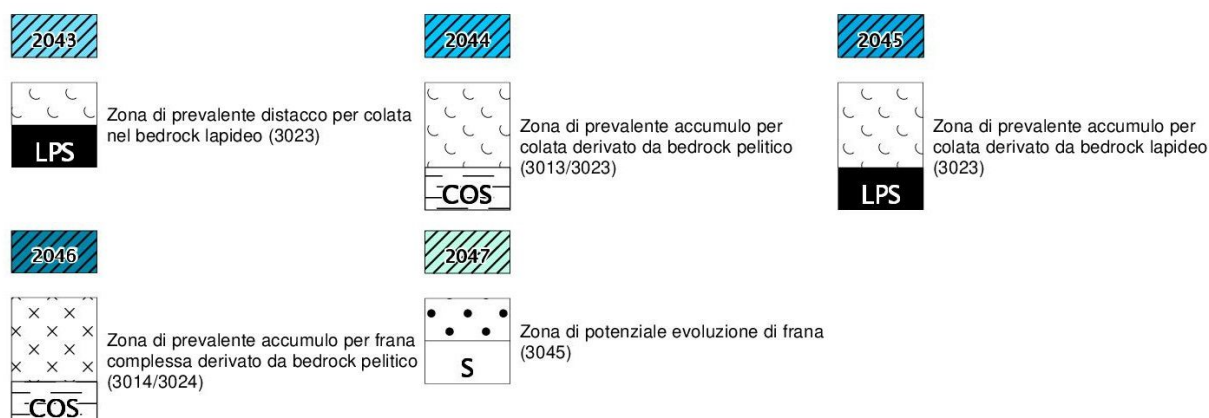 2043
LPS
Zona di prevalente distacco per colata
nel bedrock lapideo (3023)
2044
COS
Zona di prevalente accumulo per
colata derivato da bedrock pelitico
(3013/3023)
2045
LPS
Zona di prevalente accumulo per
colata derivato da bedrock lapideo
(3023)
2046
COS
Zona di prevalente accumulo per frana
complessa derivato da bedrock pelitico
(3014/3024)
2047
S
Zona di potenziale evoluzione di frana
(3045)